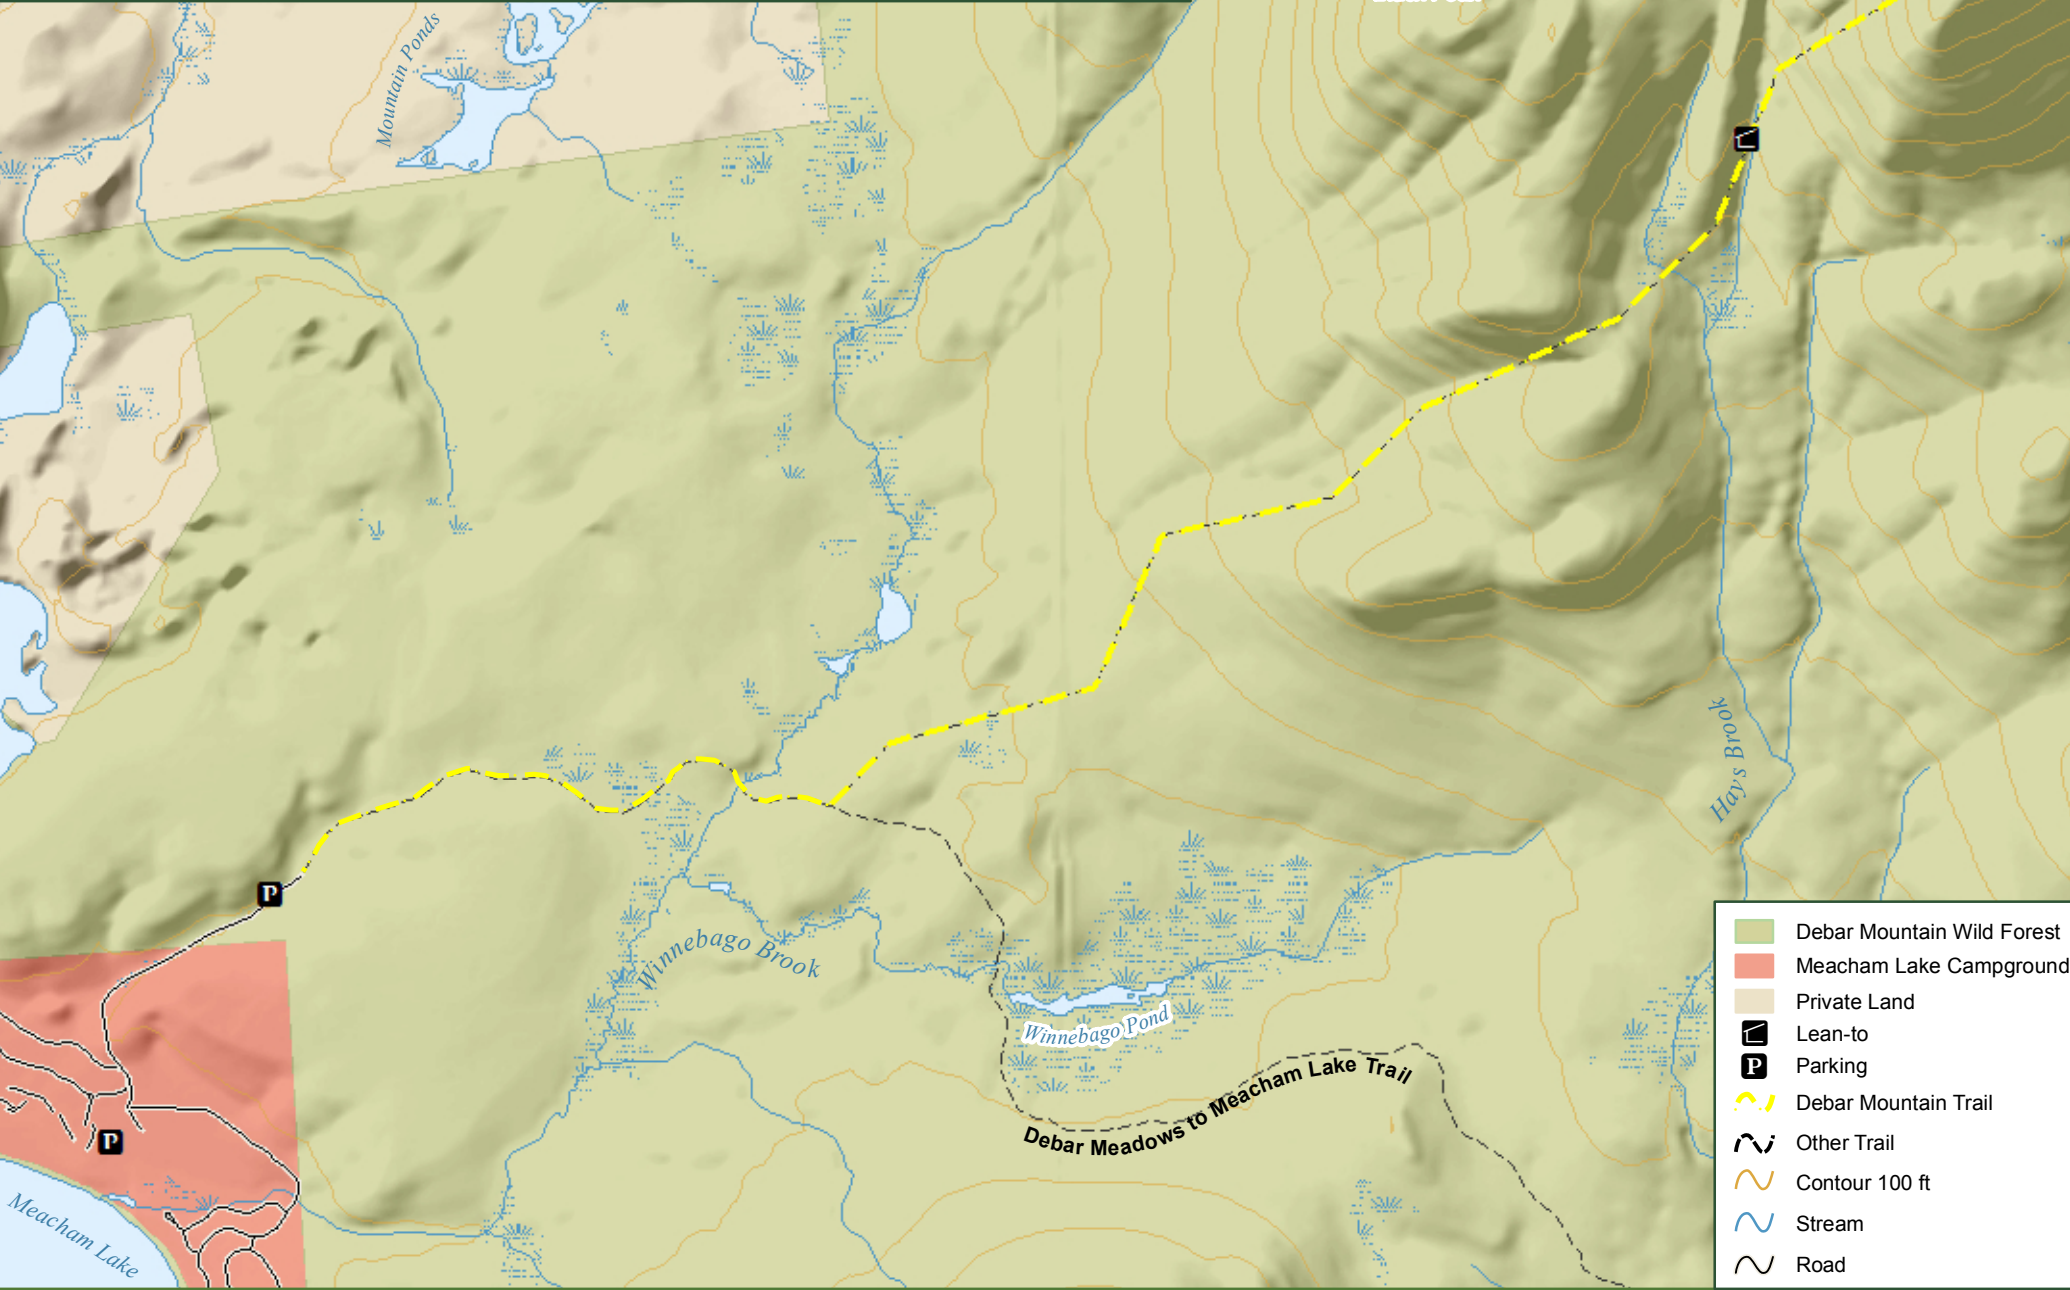 Mountain Ponds
P
Hays Brook
Winnebago Brook
Winnebago Pond
Debar Meadows to Meacham Lake Trail
P
Meacham Lake
Debar Mountain Wild Forest
Meacham Lake Campground
Private Land
Lean-to
P Parking
Debar Mountain Trail
Other Trail
Contour 100 ft
Stream
Road